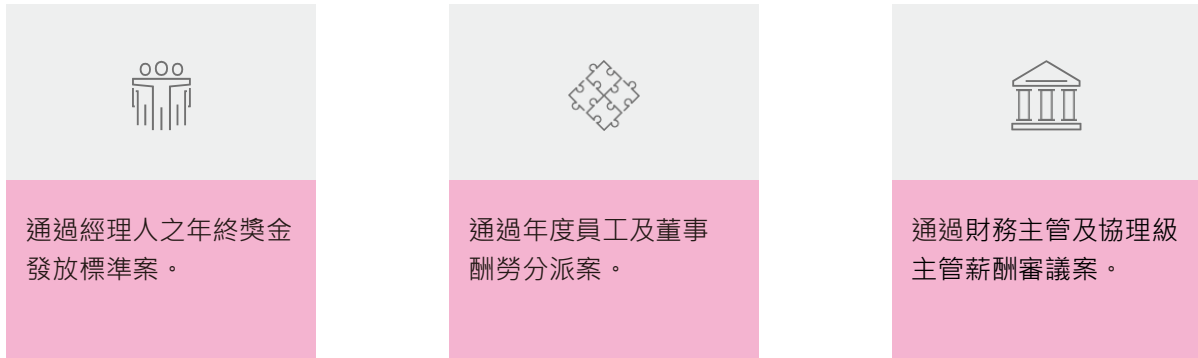 通過經理人之年終獎金
發放標準案。
通過年度員工及董事
酬勞分派案。
通過財務主管及協理級
主管薪酬審議案。